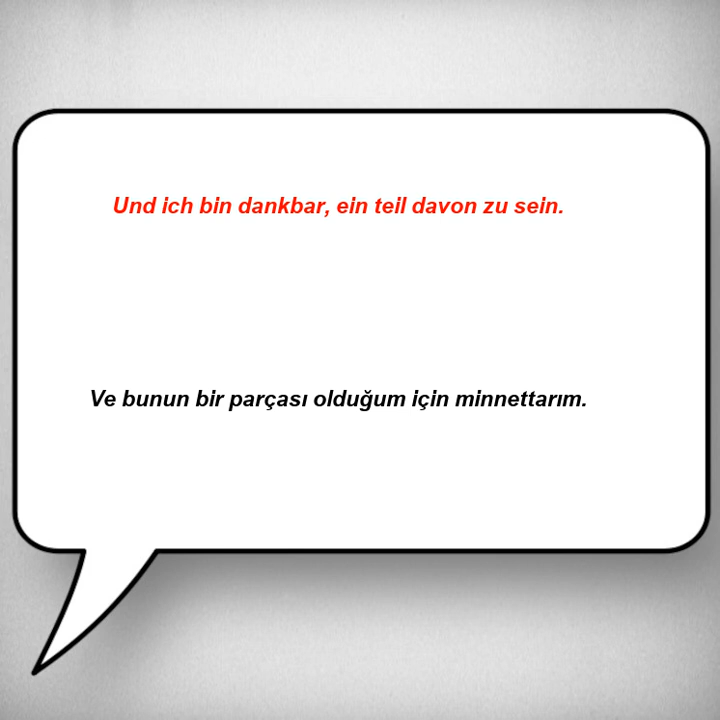 Und ich bin dankbar, ein teil davon zu sein.
Ve bunun bir parçası olduğum için minnettarım.